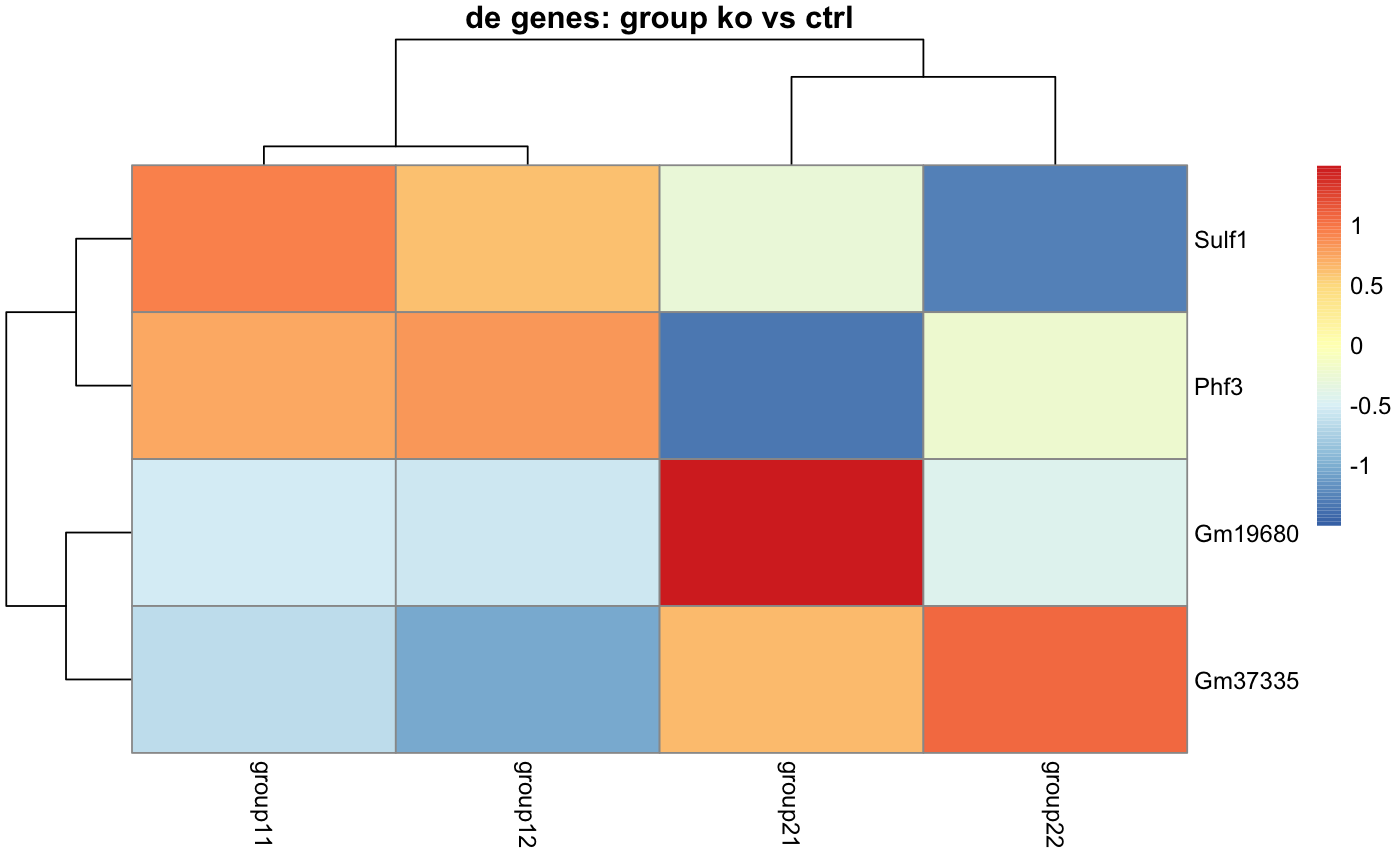 de genes: group ko vs ctrl
Sulf1
Phf3
Gm19680
Gm37335
1
0.5
0
-0.5
-1
group11
group12
group21
group22